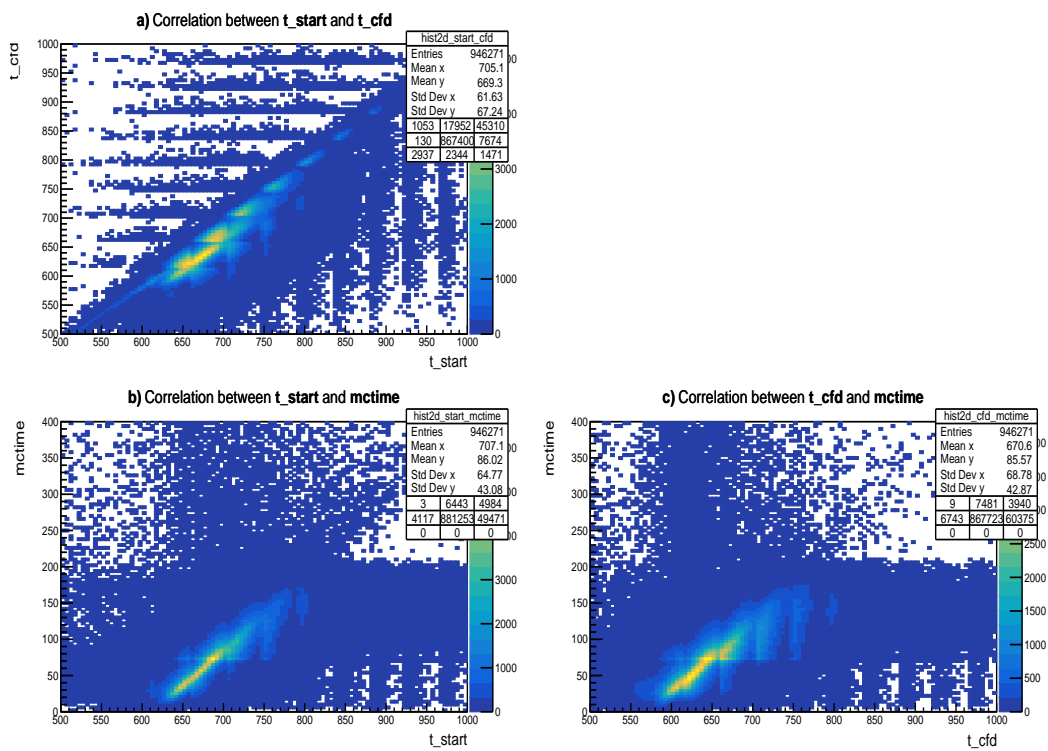 a) Correlation between t_start and t_cfd
t_cfd
1000
950
900
850
800
750
700
650
600
550
500
500 550 600 650 700 750 800 850 900 950 1000
t_start
hist2d_start_cfd
Entries 946271
Mean x 705.1
Mean y 669.3
Std Dev x 61.63
Std Dev y 67.24
1053 17952 45310
130 867400 7674
2937 2344 1471
3000
2000
1000
0
b) Correlation between t_start and mctime
mctime
400
350
300
250
200
150
100
50
0
500 550 600 650 700 750 800 850 900 950 1000
t_start
hist2d_start_mctime
Entries 946271
Mean x 707.1
Mean y 86.02
Std Dev x 64.77
Std Dev y 43.08
3 6443 4984
4117 881253 49471
0 0 0
3000
2000
1000
0
c) Correlation between t_cfd and mctime
mctime
400
350
300
250
200
150
100
50
0
500 550 600 650 700 750 800 850 900 950 1000
t_cfd
hist2d_cfd_mctime
Entries 946271
Mean x 670.6
Mean y 85.57
Std Dev x 68.78
Std Dev y 42.87
9 7481 3940
6743 867723 60375
0 0 0
2500
2000
1500
1000
500
0